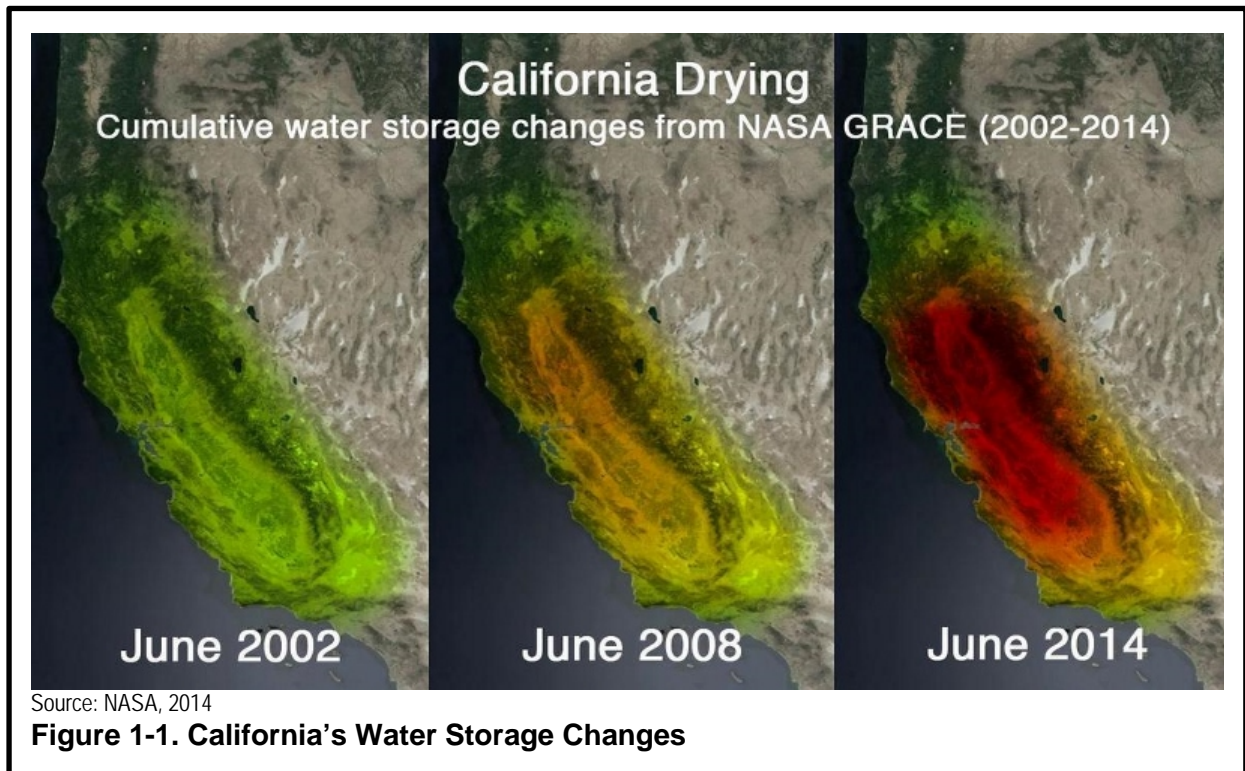 California Drying
Cumulative water storage changes from NASA GRACE (2002-2014)
June 2002
June 2008
June 2014
Source: NASA, 2014
Figure 1-1. California’s Water Storage Changes